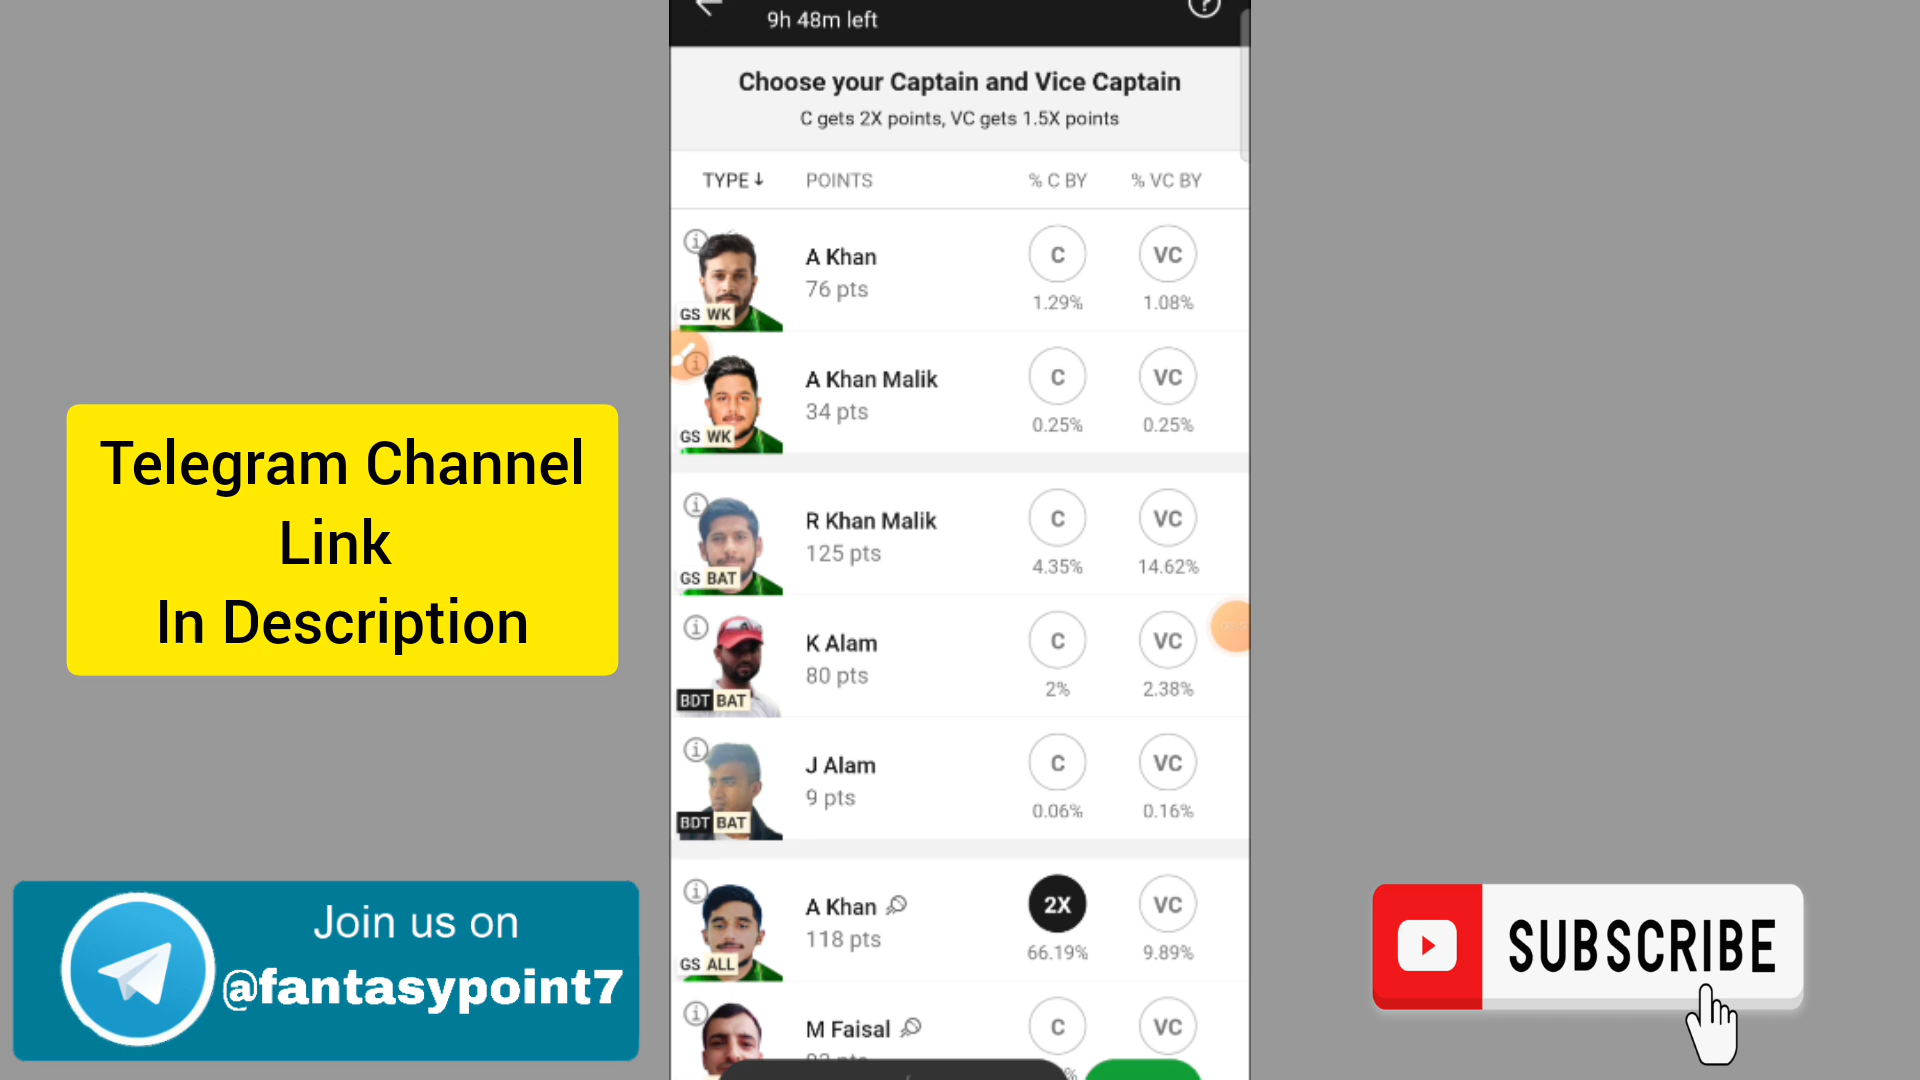 9h 48m left
?
Choose your Captain and Vice Captain
C gets 2X points, VC gets 1.5X points
TYPE↓ POINTS % C BY % VC BY
A Khan
76 pts
C VC
1.29% 1.08%
GS WK
A Khan Malik
34 pts
C VC
0.25% 0.25%
GS WK
R Khan Malik
125 pts
C VC
4.35% 14.62%
GS BAT
K Alam
80 pts
C VC
2% 2.38%
BDT BAT
J Alam
9 pts
C VC
0.06% 0.16%
BDT BAT
A Khan
118 pts
2X VC
66.19% 9.89%
GS ALL
M Faisal
C VC
Telegram Channel
Link
In Description
Join us on
@fantasypoint7
SUBSCRIBE